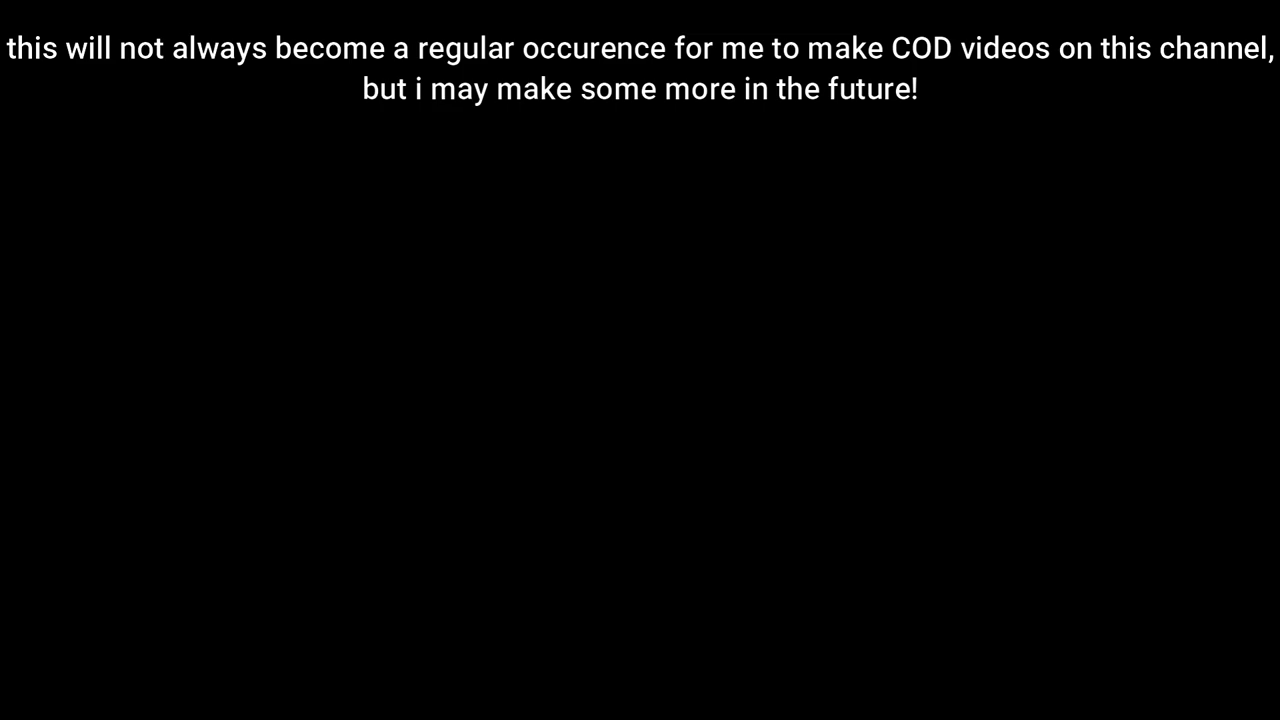 this will not always become a regular occurence for me to make COD videos on this channel,
but i may make some more in the future!